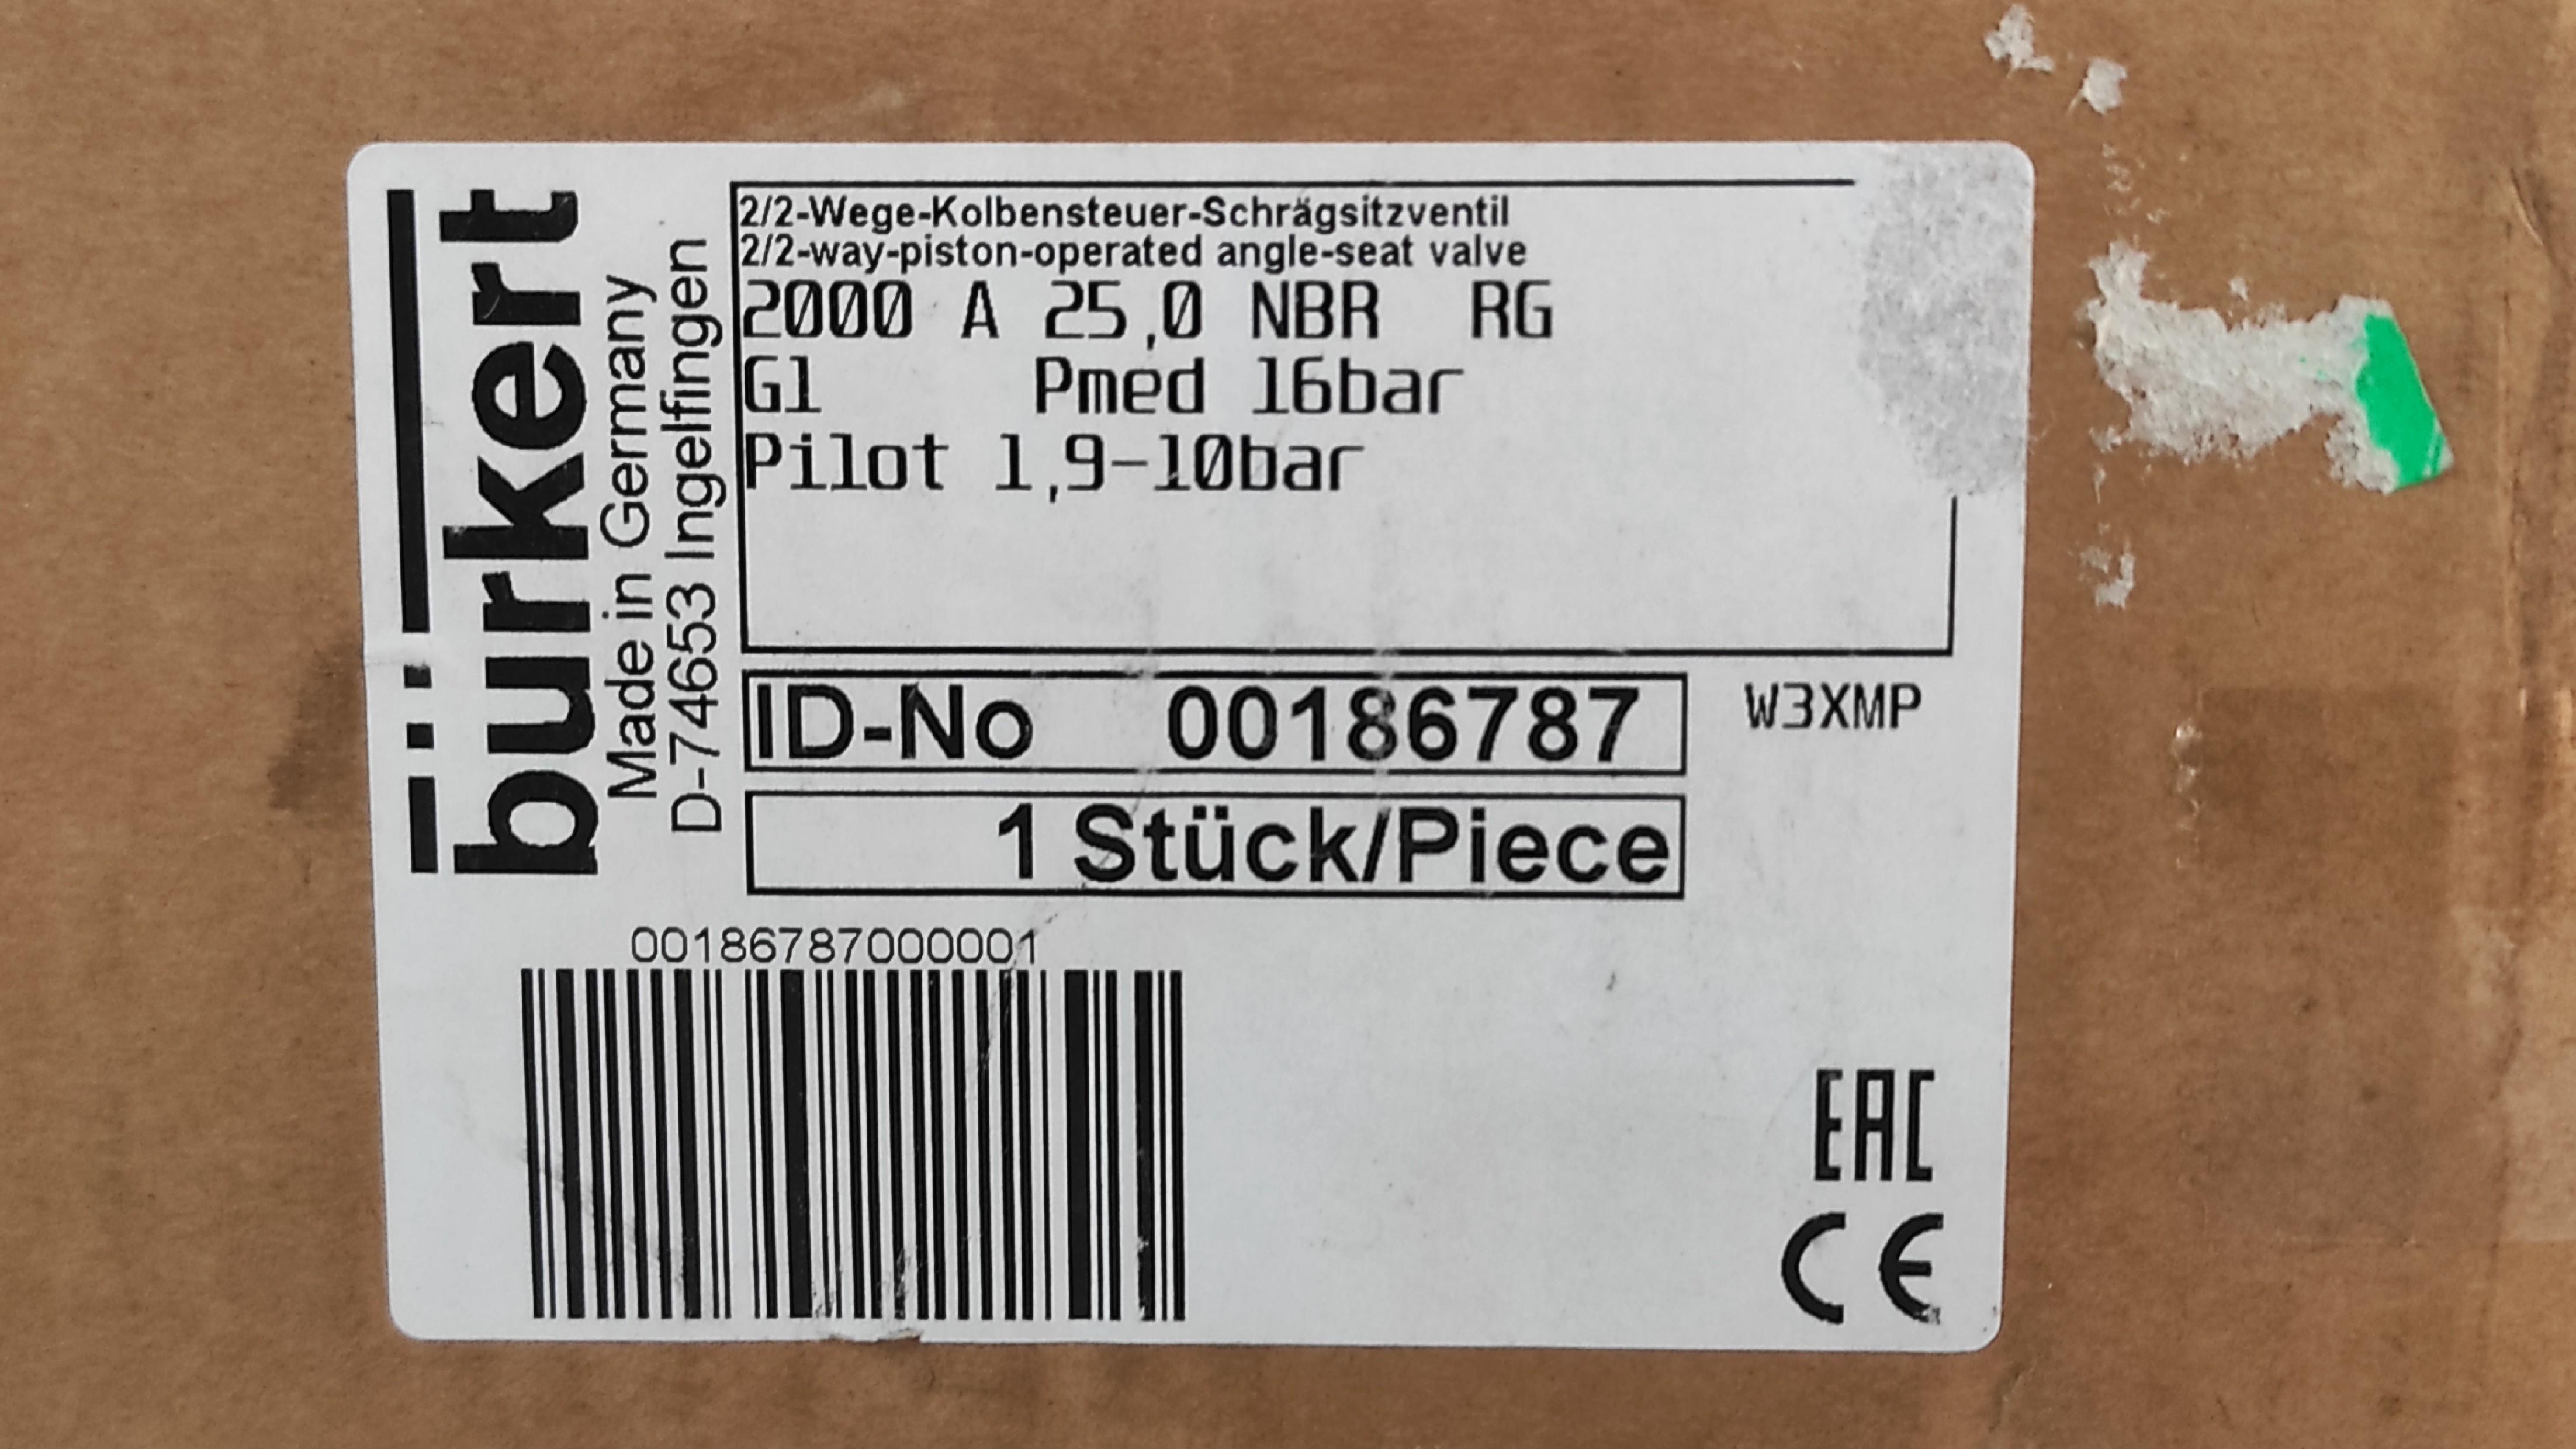 burkert
Made in Germany
D-74653 Ingelfingen
2/2-Wege-Kolbensteuer-Schrägsitzventil
2/2-way-piston-operated angle-seat valve
2000 A 25,0 NBR RG
G1 Pmed 16bar
Pilot 1,9-10bar
ID-No 00186787
W3XMP
1 Stück/Piece
00186787000001
EAC
CE